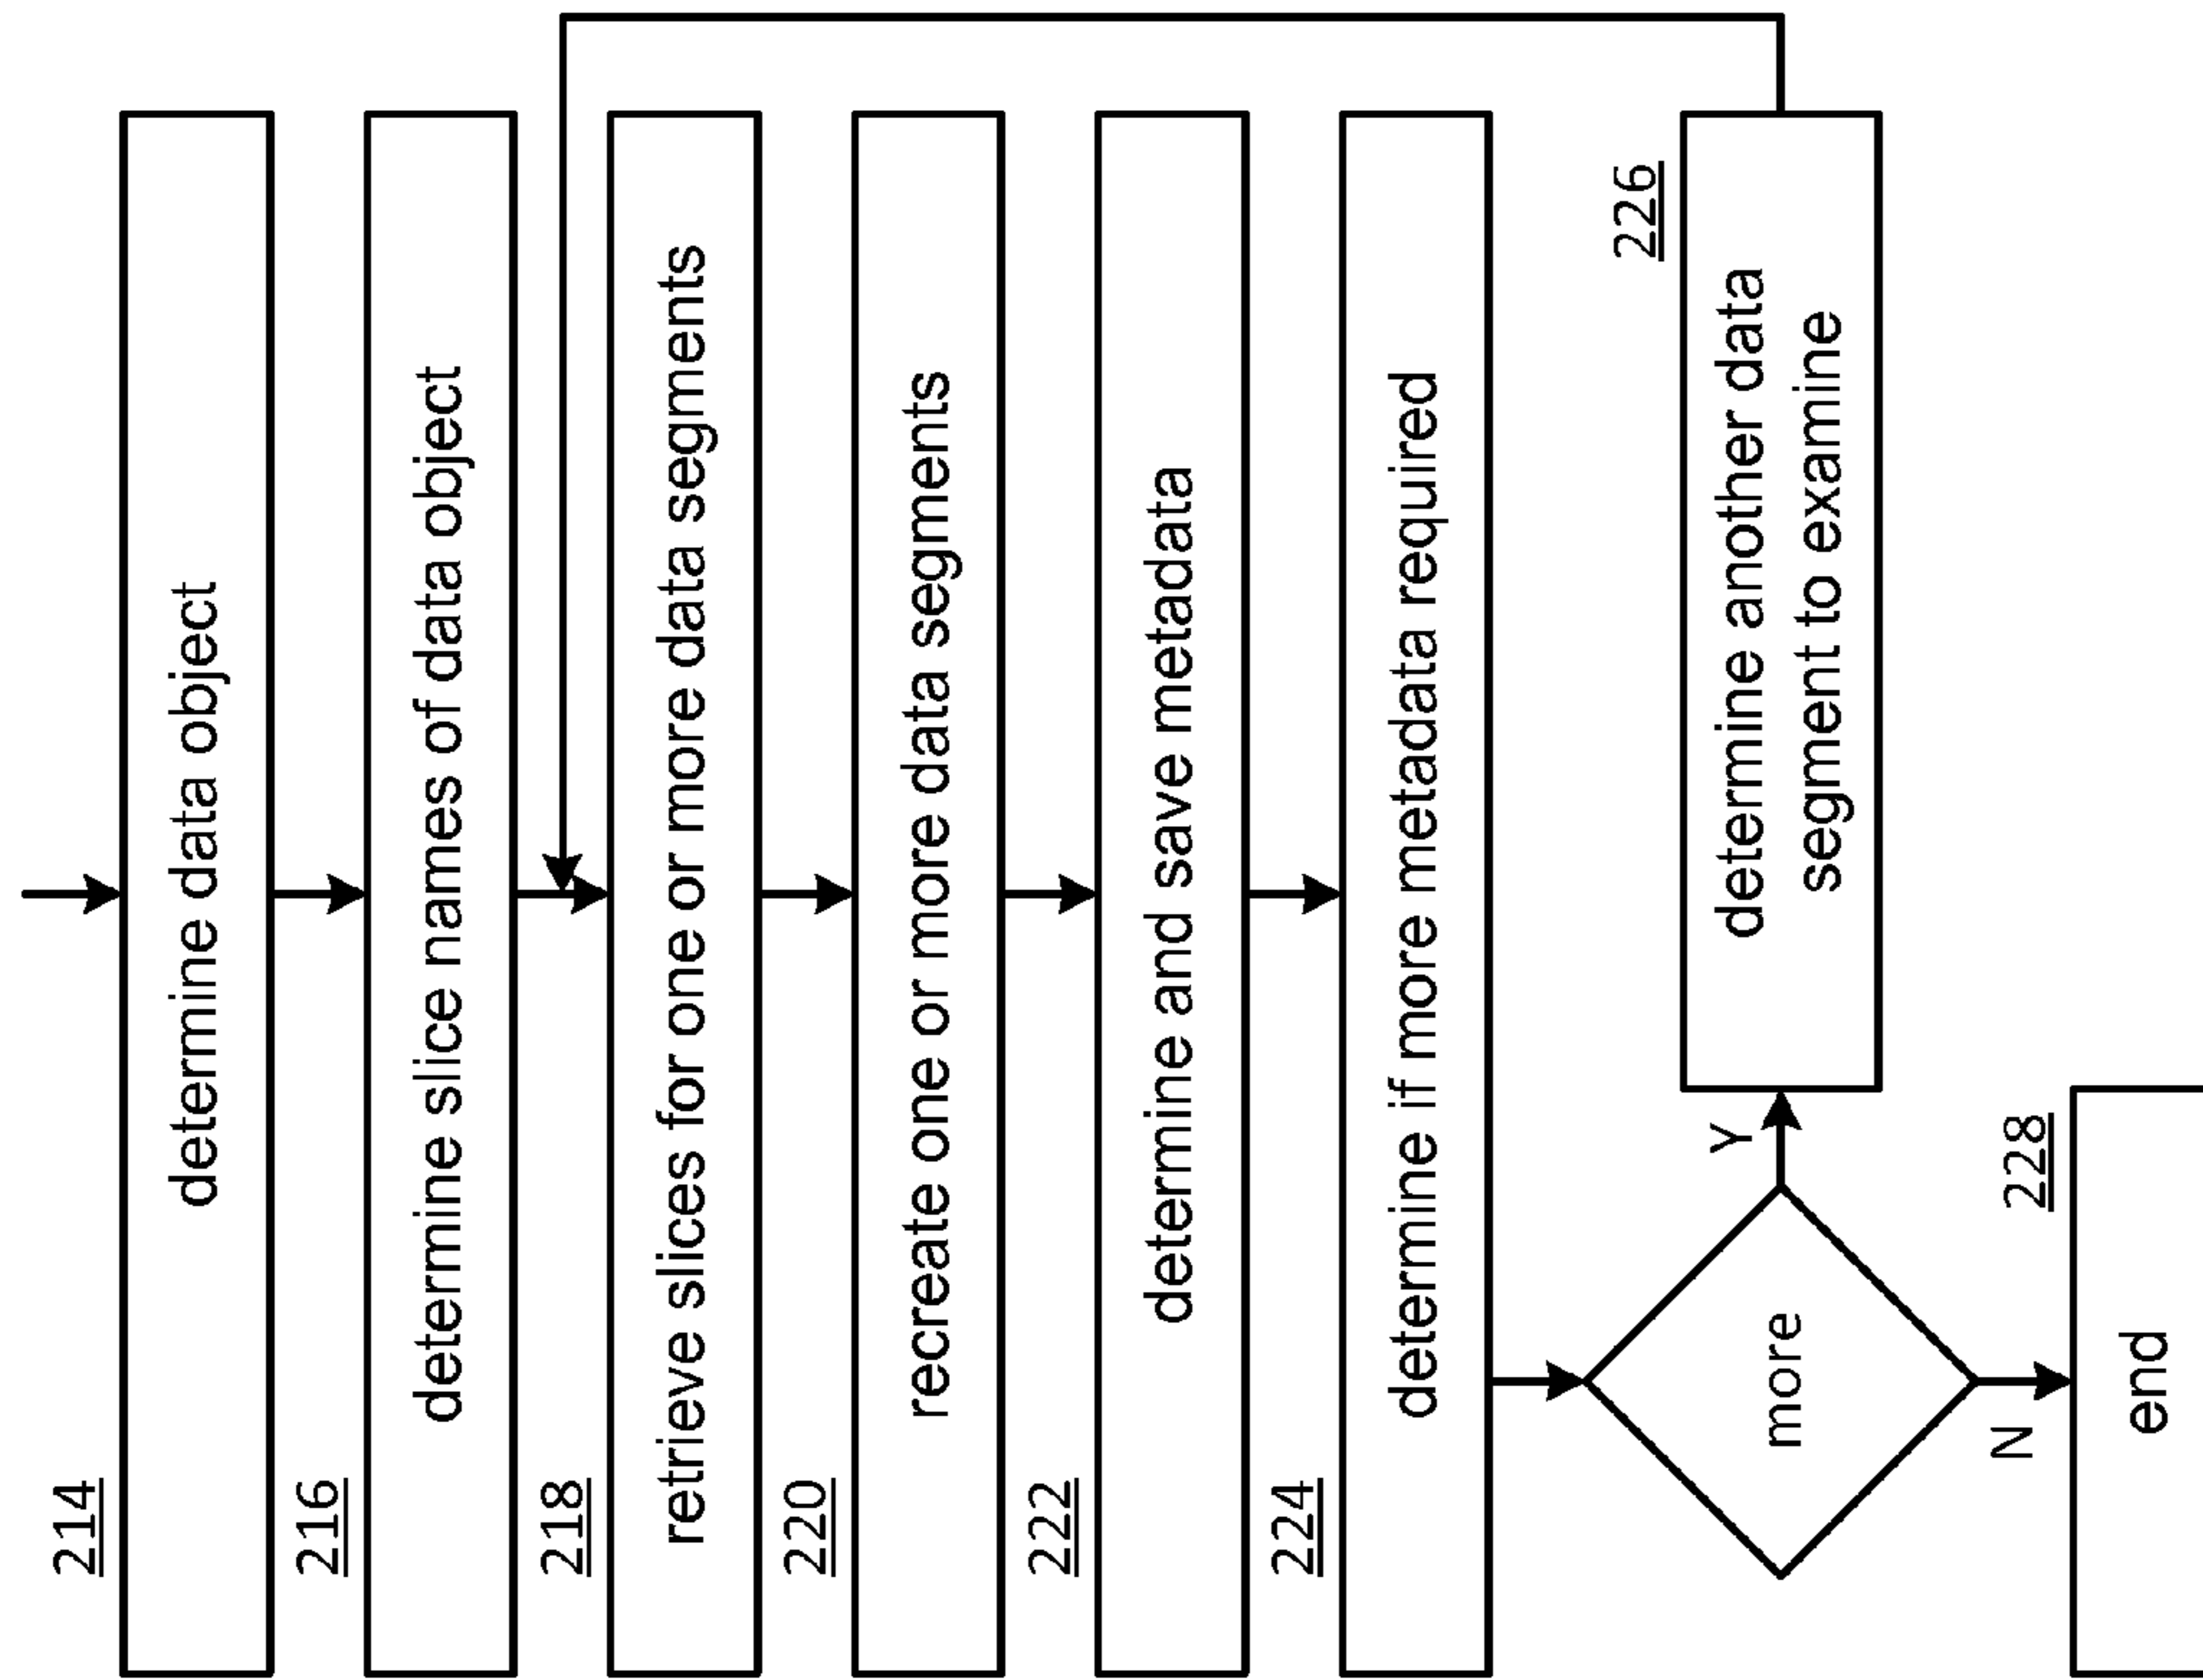 214
determine data object
216
determine slice names of data object
218
retrieve slices for one or more data segments
220
recreate one or more data segments
222
determine and save metadata
224
determine if more metadata required
more
Y
226
determine another data
segment to examine
N
228
end